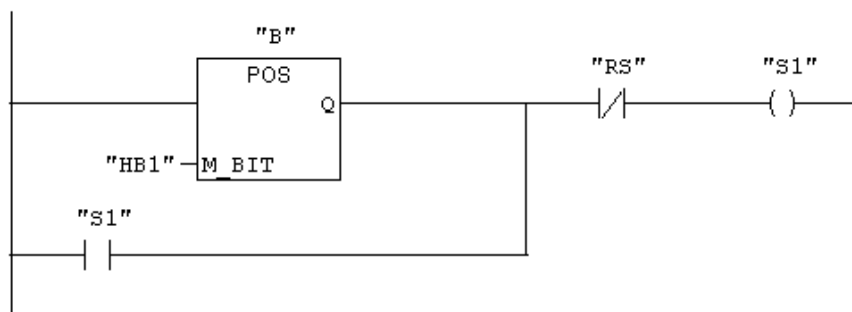 "B"
POS
Q
"HB1"
M_BIT
"RS"
"S1"
"S1"